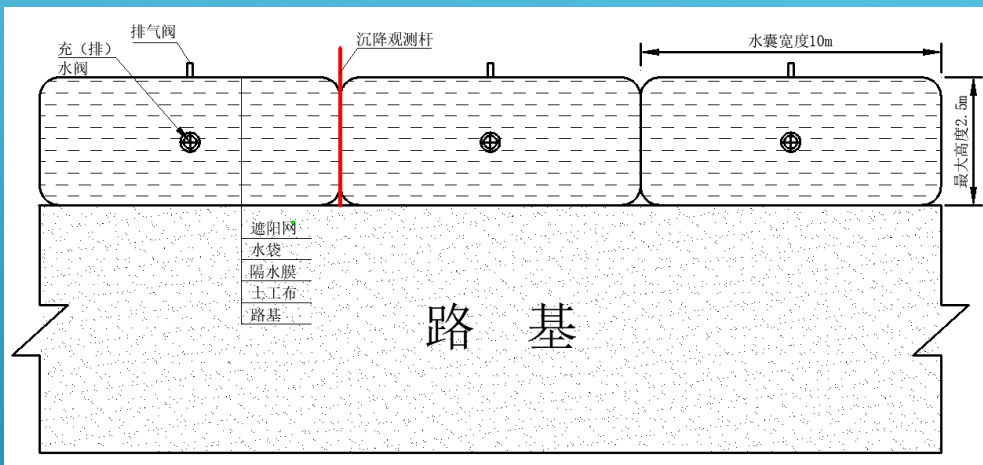 排气阀
充（排）
水阀
沉降观测杆
水囊宽度10m
最大高度2.5m
遮阳网
水袋
隔水膜
土工布
路基
路 基